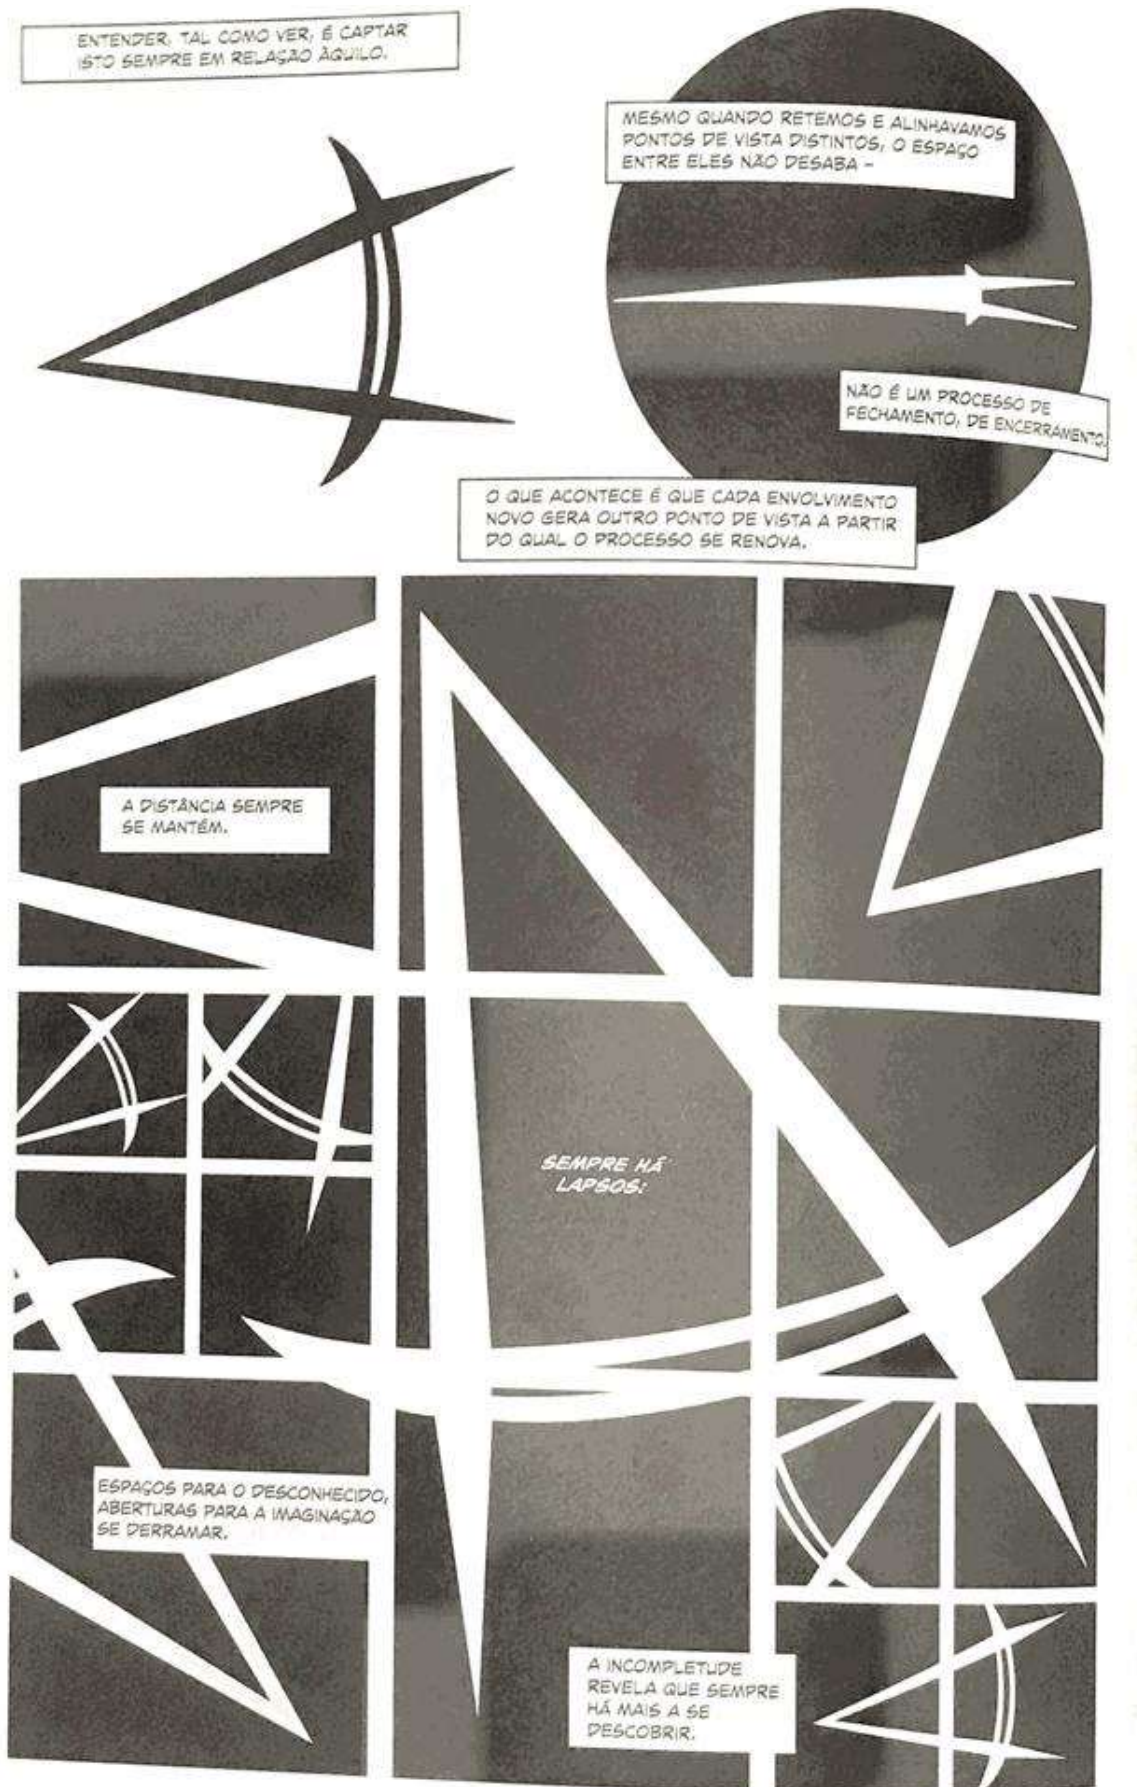 ENTENDER, TAL COMO VER, É CAPTAR
ISTO SEMPRE EM RELAÇÃO ÀQUILO.
MESMO QUANDO RETEMOS E ALINHAVAMOS
PONTOS DE VISTA DISTINTOS, O ESPAÇO
ENTRE ELES NÃO DESABA –
NÃO É UM PROCESSO DE
FECHAMENTO, DE ENCERRAMENTO.
O QUE ACONTECE É QUE CADA ENVOLVIMENTO
NOVO GERA OUTRO PONTO DE VISTA A PARTIR
DO QUAL O PROCESSO SE RENOVA.
A DISTÂNCIA SEMPRE
SE MANTÉM.
SEMPRE HÁ
LAPSOS:
ESPAÇOS PARA O DESCONHECIDO,
ABERTURAS PARA A IMAGINAÇÃO
SE DERRAMAR.
A INCOMPLETUDE
REVELA QUE SEMPRE
HÁ MAIS A SE
DESCOBRIR.